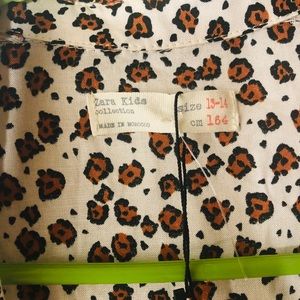 Zara Kids
collection
MADE IN MOROCCO
size 13-14
cm 164